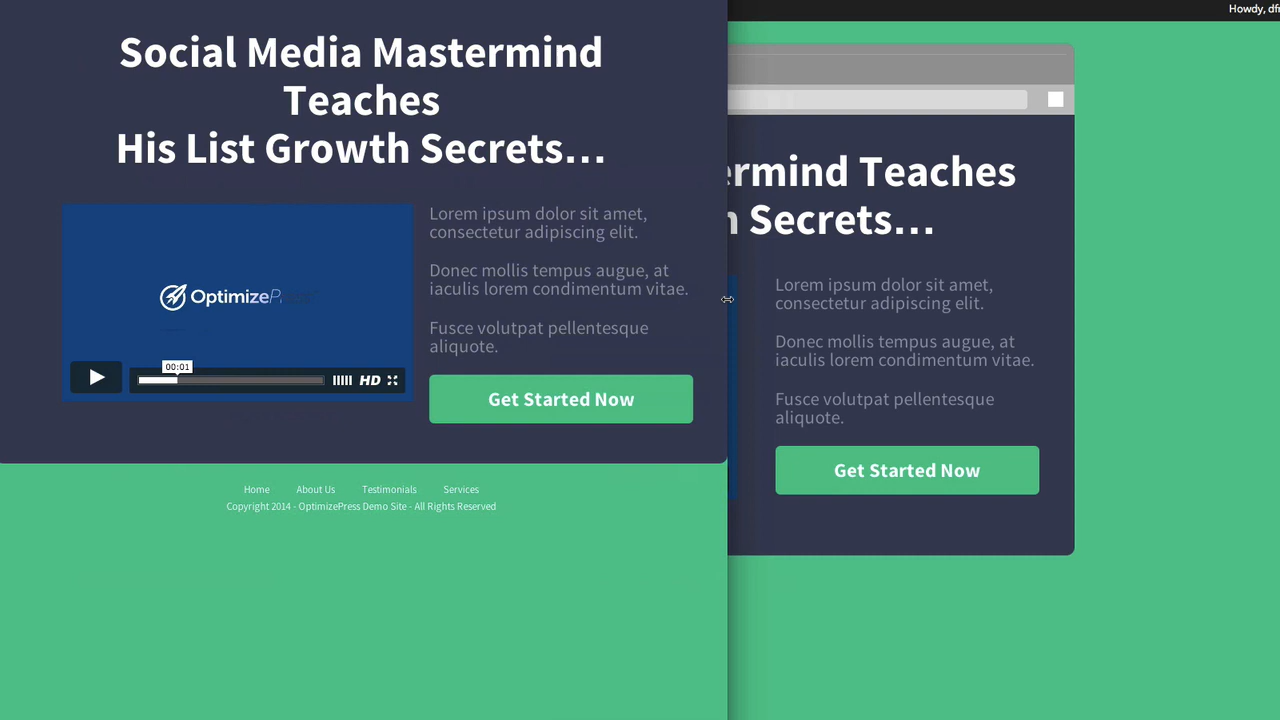 Howdy, df
Social Media Mastermind
Teaches
His List Growth Secrets...
Lorem ipsum dolor sit amet,
consectetur adipiscing elit.
Donec mollis tempus augue, at
iaculis lorem condimentum vitae.
Fusce volutpat pellentesque
aliquote.
Optimize
00:01
HD
Get Started Now
Home About Us Testimonials Services
Copyright 2014 - OptimizePress Demo Site - All Rights Reserved
ermind Teaches
Secrets...
Lorem ipsum dolor sit amet,
consectetur adipiscing elit.
Donec mollis tempus augue, at
iaculis lorem condimentum vitae.
Fusce volutpat pellentesque
aliquote.
Get Started Now